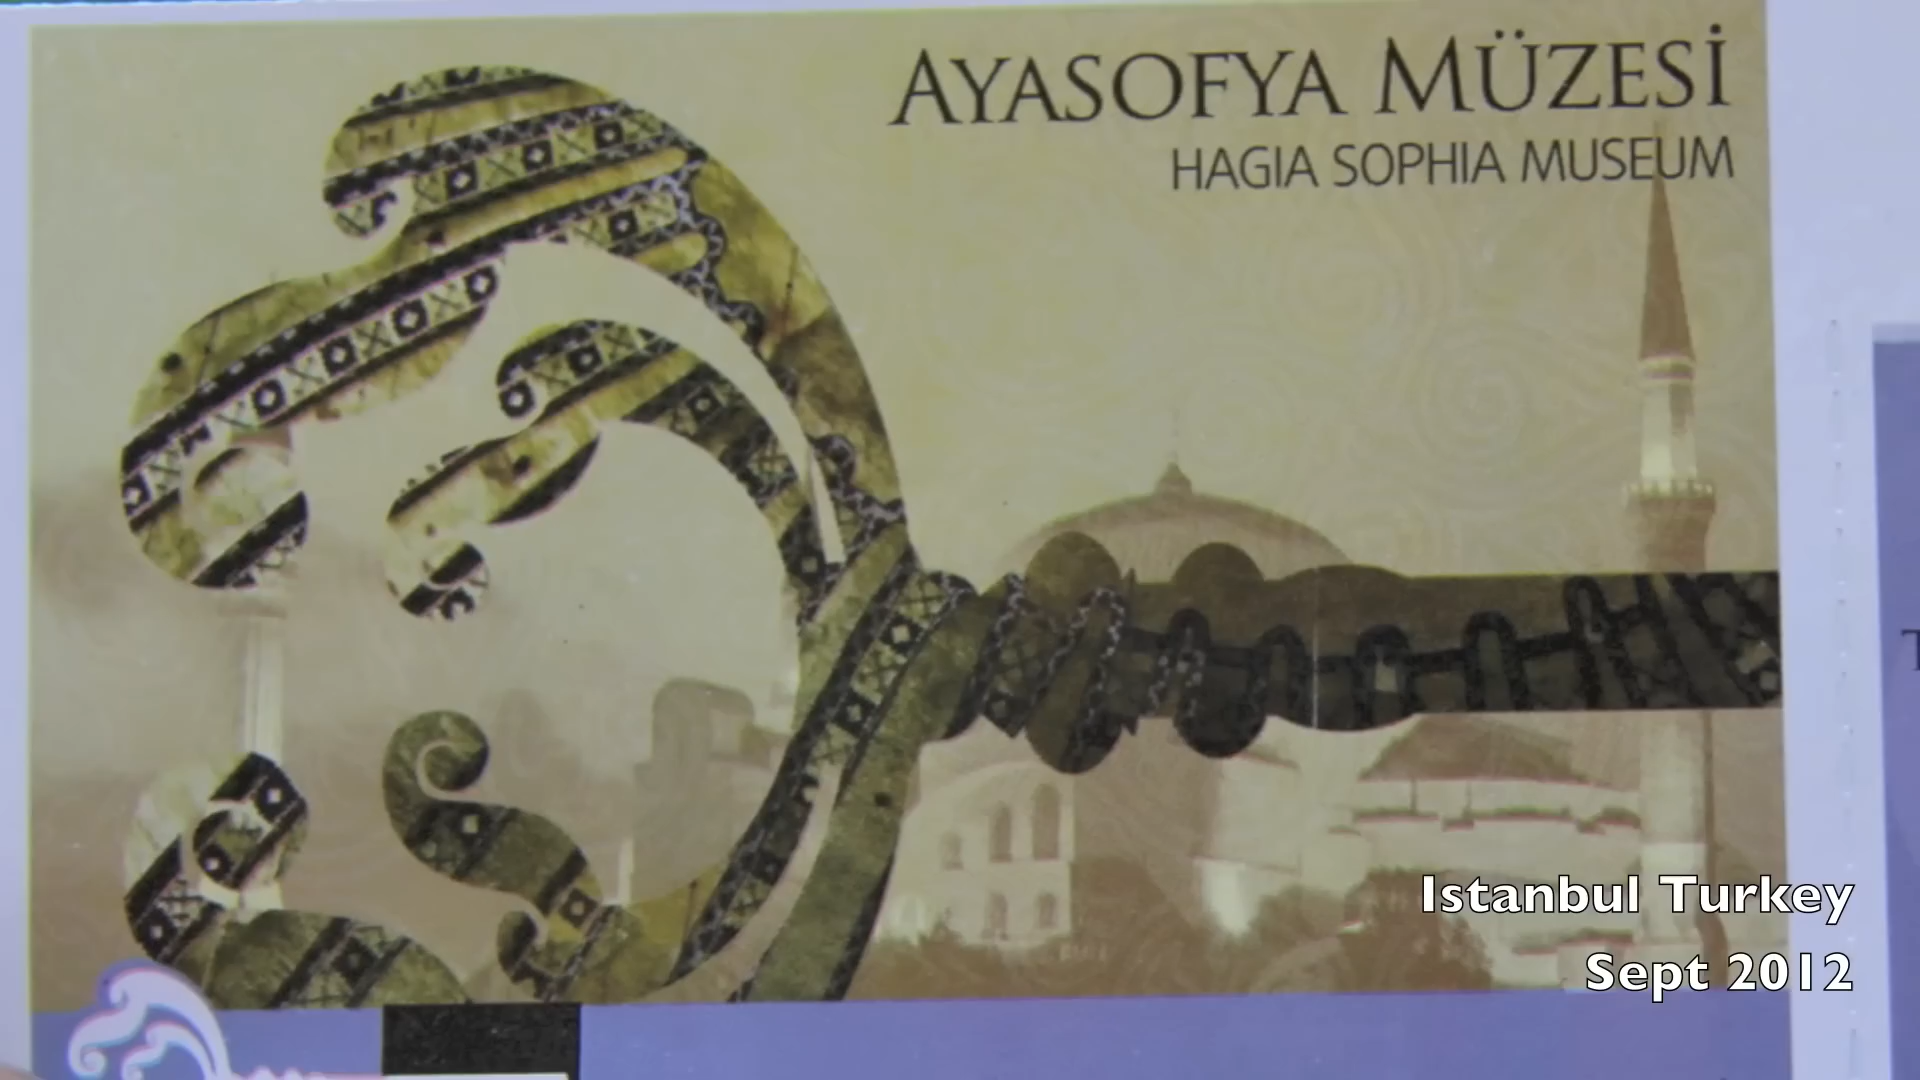 AYASOFYA MÜZESİ
HAGIA SOPHIA MUSEUM
Istanbul Turkey
Sept 2012